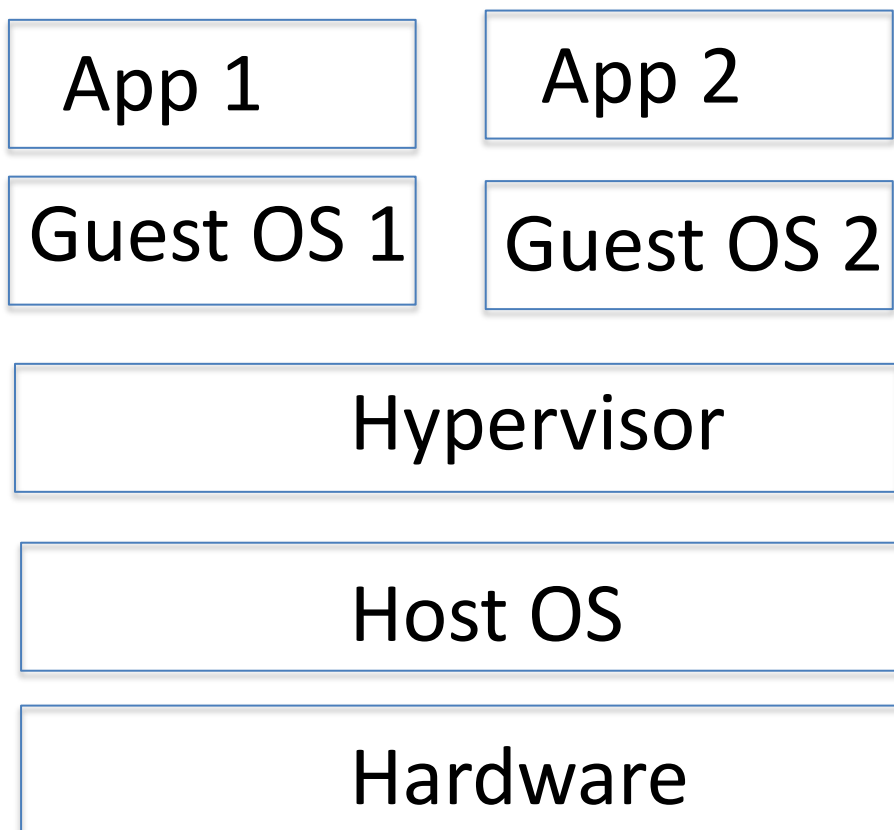 App 1
App 2
Guest OS 1
Guest OS 2
Hypervisor
Host OS
Hardware